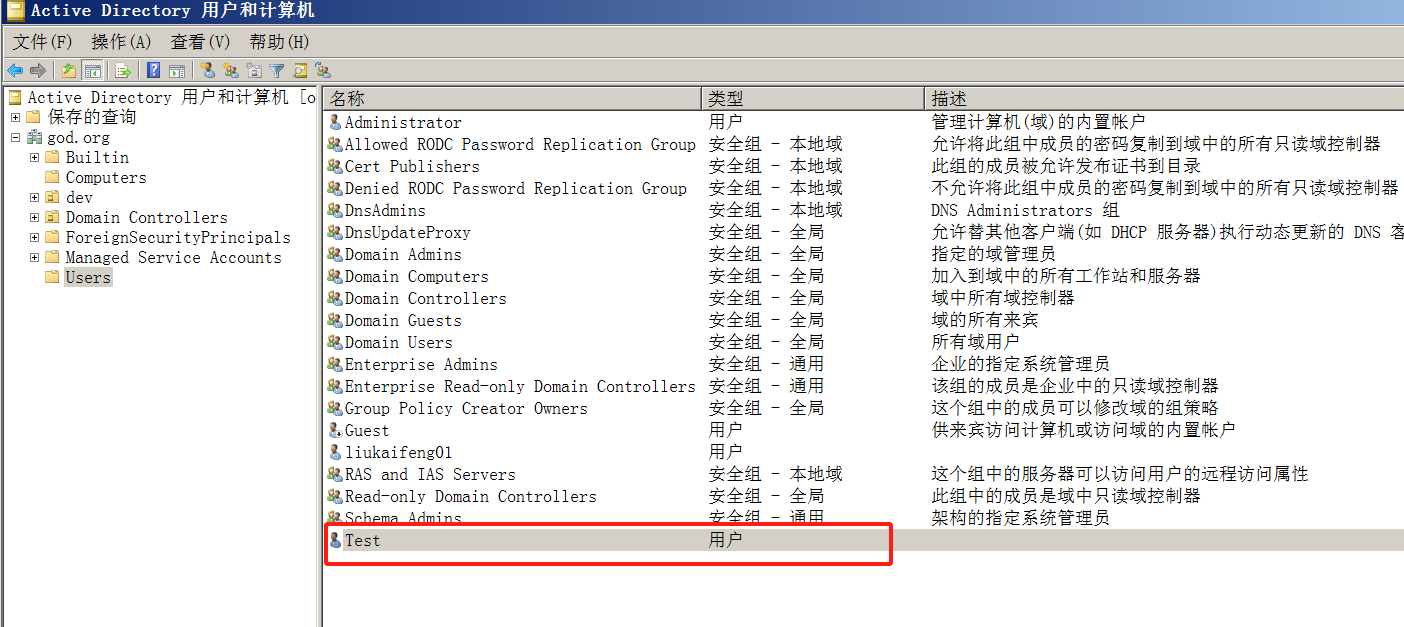 Active Directory 用户和计算机
文件(F) 操作(A) 查看(V) 帮助(H)
Active Directory 用户和计算机 [o
保存的查询
god.org
Builtin
Computers
dev
Domain Controllers
ForeignSecurityPrincipals
Managed Service Accounts
Users
名称 类型 描述
Administrator 用户 管理计算机(域)的内置帐户
Allowed RODC Password Replication Group 安全组 - 本地域 允许将此组中成员的密码复制到域中的所有只读域控制器
Cert Publishers 安全组 - 本地域 此组的成员被允许发布证书到目录
Denied RODC Password Replication Group 安全组 - 本地域 不允许将此组中成员的密码复制到域中的所有只读域控制器
DnsAdmins 安全组 - 本地域 DNS Administrators 组
DnsUpdateProxy 安全组 - 全局 允许替其他客户端(如 DHCP 服务器)执行动态更新的 DNS 客
Domain Admins 安全组 - 全局 指定的域管理员
Domain Computers 安全组 - 全局 加入到域中的所有工作站和服务器
Domain Controllers 安全组 - 全局 域中所有域控制器
Domain Guests 安全组 - 全局 域的所有来宾
Domain Users 安全组 - 全局 所有域用户
Enterprise Admins 安全组 - 通用 企业的指定系统管理员
Enterprise Read-only Domain Controllers 安全组 - 通用 该组的成员是企业中的只读域控制器
Group Policy Creator Owners 安全组 - 全局 这个组中的成员可以修改域的组策略
Guest 用户 供来宾访问计算机或访问域的内置帐户
liukaifeng01 用户
RAS and IAS Servers 安全组 - 本地域 这个组中的服务器可以访问用户的远程访问属性
Read-only Domain Controllers 安全组 - 全局 此组中的成员是域中只读域控制器
Schema Admins 安全组 - 通用 架构的指定系统管理员
Test 用户